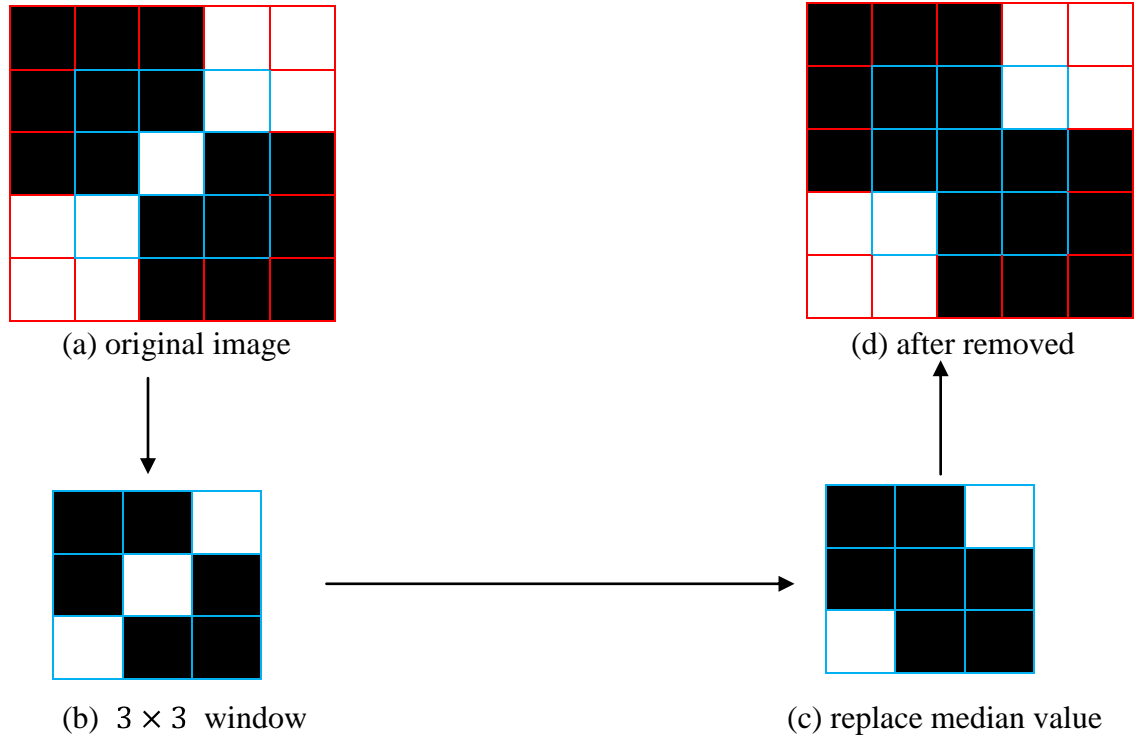 (a) original image
(d) after removed
(b) 3 × 3 window
(c) replace median value